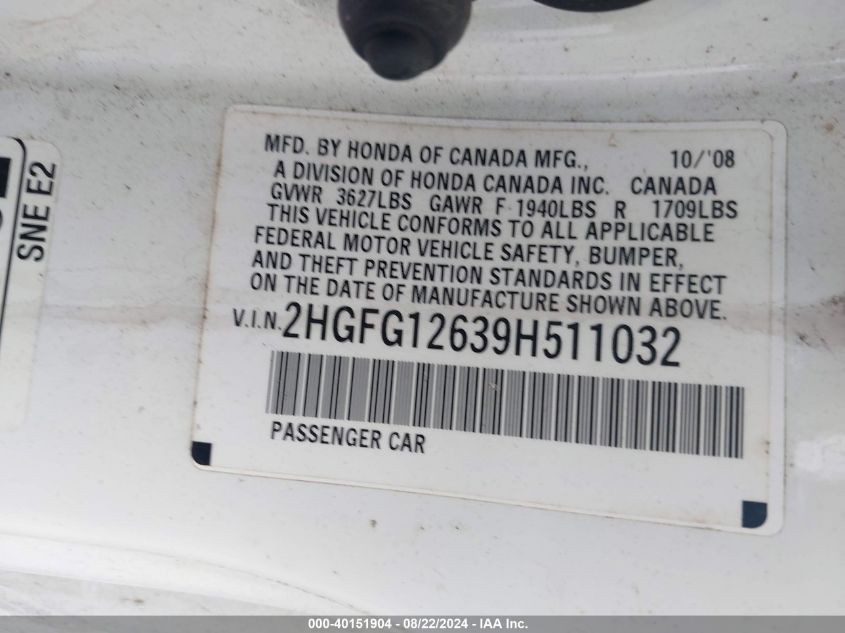 MFD. BY HONDA OF CANADA MFG., 10/'08
A DIVISION OF HONDA CANADA INC. CANADA
GVWR 3627LBS GAWR F 1940LBS R 1709LBS
THIS VEHICLE CONFORMS TO ALL APPLICABLE
FEDERAL MOTOR VEHICLE SAFETY, BUMPER,
AND THEFT PREVENTION STANDARDS IN EFFECT
ON THE DATE OF MANUFACTURE SHOWN ABOVE.
V.I.N. 2HGFG12639H511032
PASSENGER CAR
SNE E2
000-40151904 - 08/22/2024 - IAA Inc.